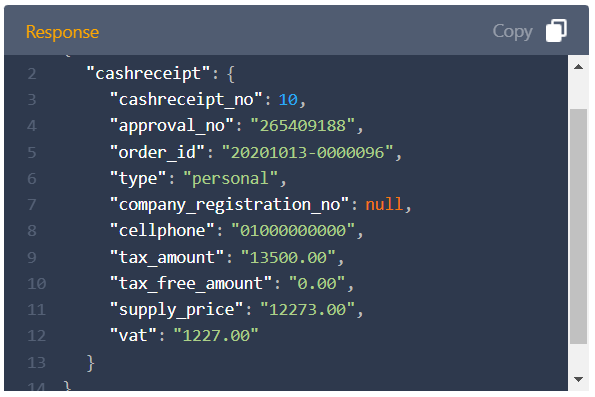 Response
Copy
{
2 "cashreceipt": {
3 "cashreceipt_no": 10,
4 "approval_no": "265409188",
5 "order_id": "20201013-0000096",
6 "type": "personal",
7 "company_registration_no": null,
8 "cellphone": "01000000000",
9 "tax_amount": "13500.00",
10 "tax_free_amount": "0.00",
11 "supply_price": "12273.00",
12 "vat": "1227.00"
13 }
14 }